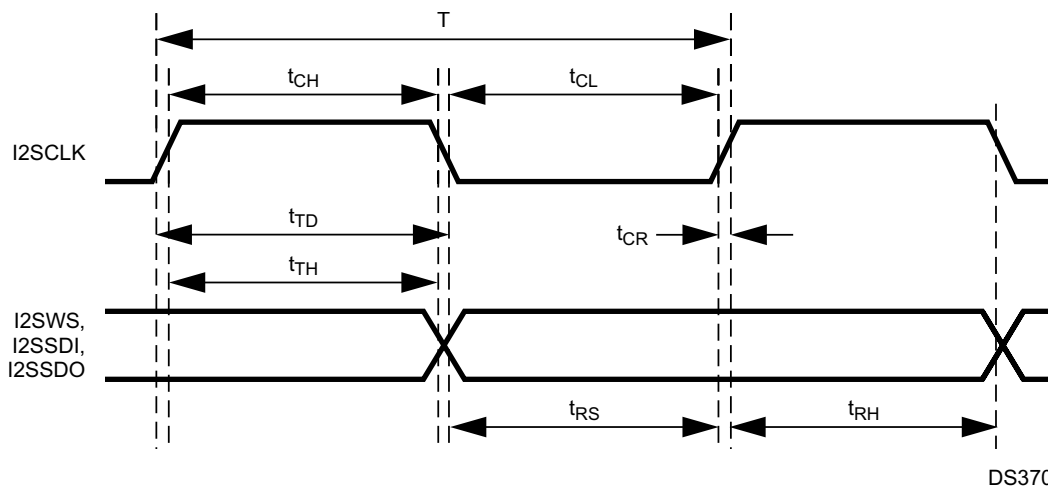 T
tCH
tCL
I2SCLK
tTD
tCR
tTH
I2SWS,
I2SSDI,
I2SSDO
tRS
tRH
DS370